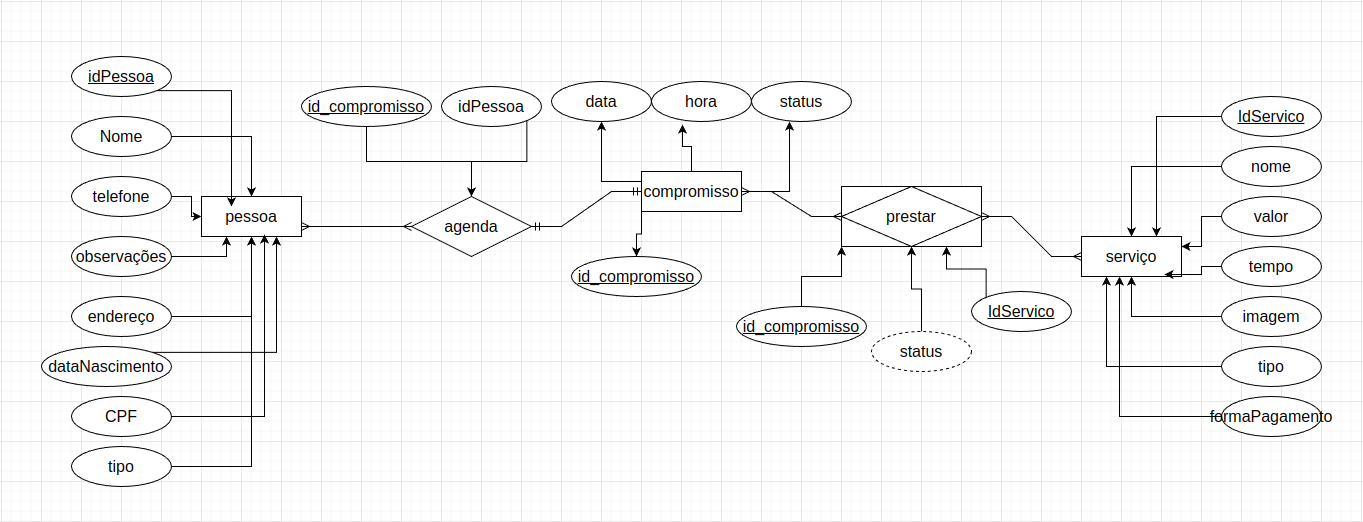 idPessoa
Nome
telefone
observações
endereço
dataNascimento
CPF
tipo
pessoa
id_compromisso
idPessoa
agenda
data
hora
status
compromisso
id_compromisso
prestar
id_compromisso
status
IdServico
serviço
IdServico
nome
valor
tempo
imagem
tipo
formaPagamento